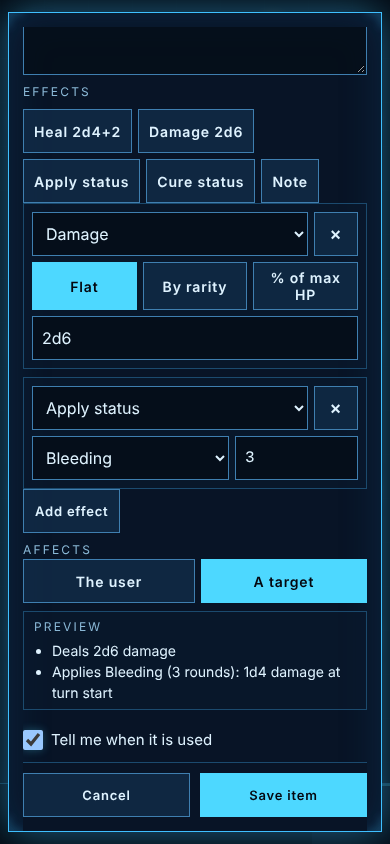 EFFECTS
Heal 2d4+2 Damage 2d6
Apply status Cure status Note
Damage ×
Flat By rarity % of max
HP
2d6
Apply status ×
Bleeding 3
Add effect
AFFECTS
The user A target
PREVIEW
• Deals 2d6 damage
• Applies Bleeding (3 rounds): 1d4 damage at
turn start
Tell me when it is used
Cancel Save item